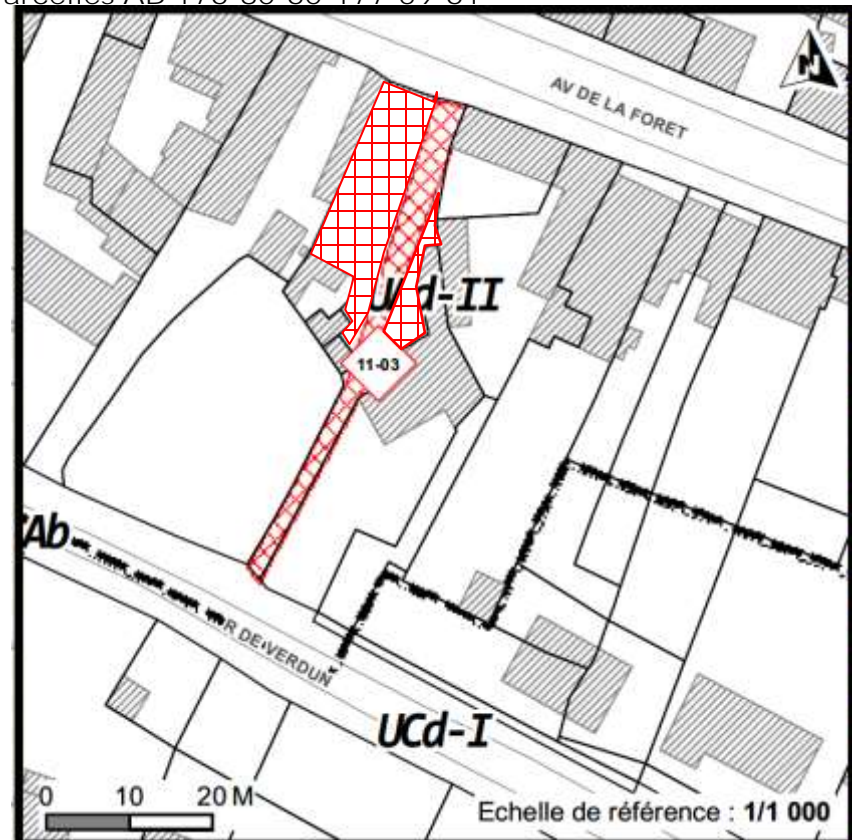 N
AV DE LA FORET
d-II
11-03
Ab
R DE VERDUN
UCd-I
0 10 20 M
Echelle de référence : 1/1 000